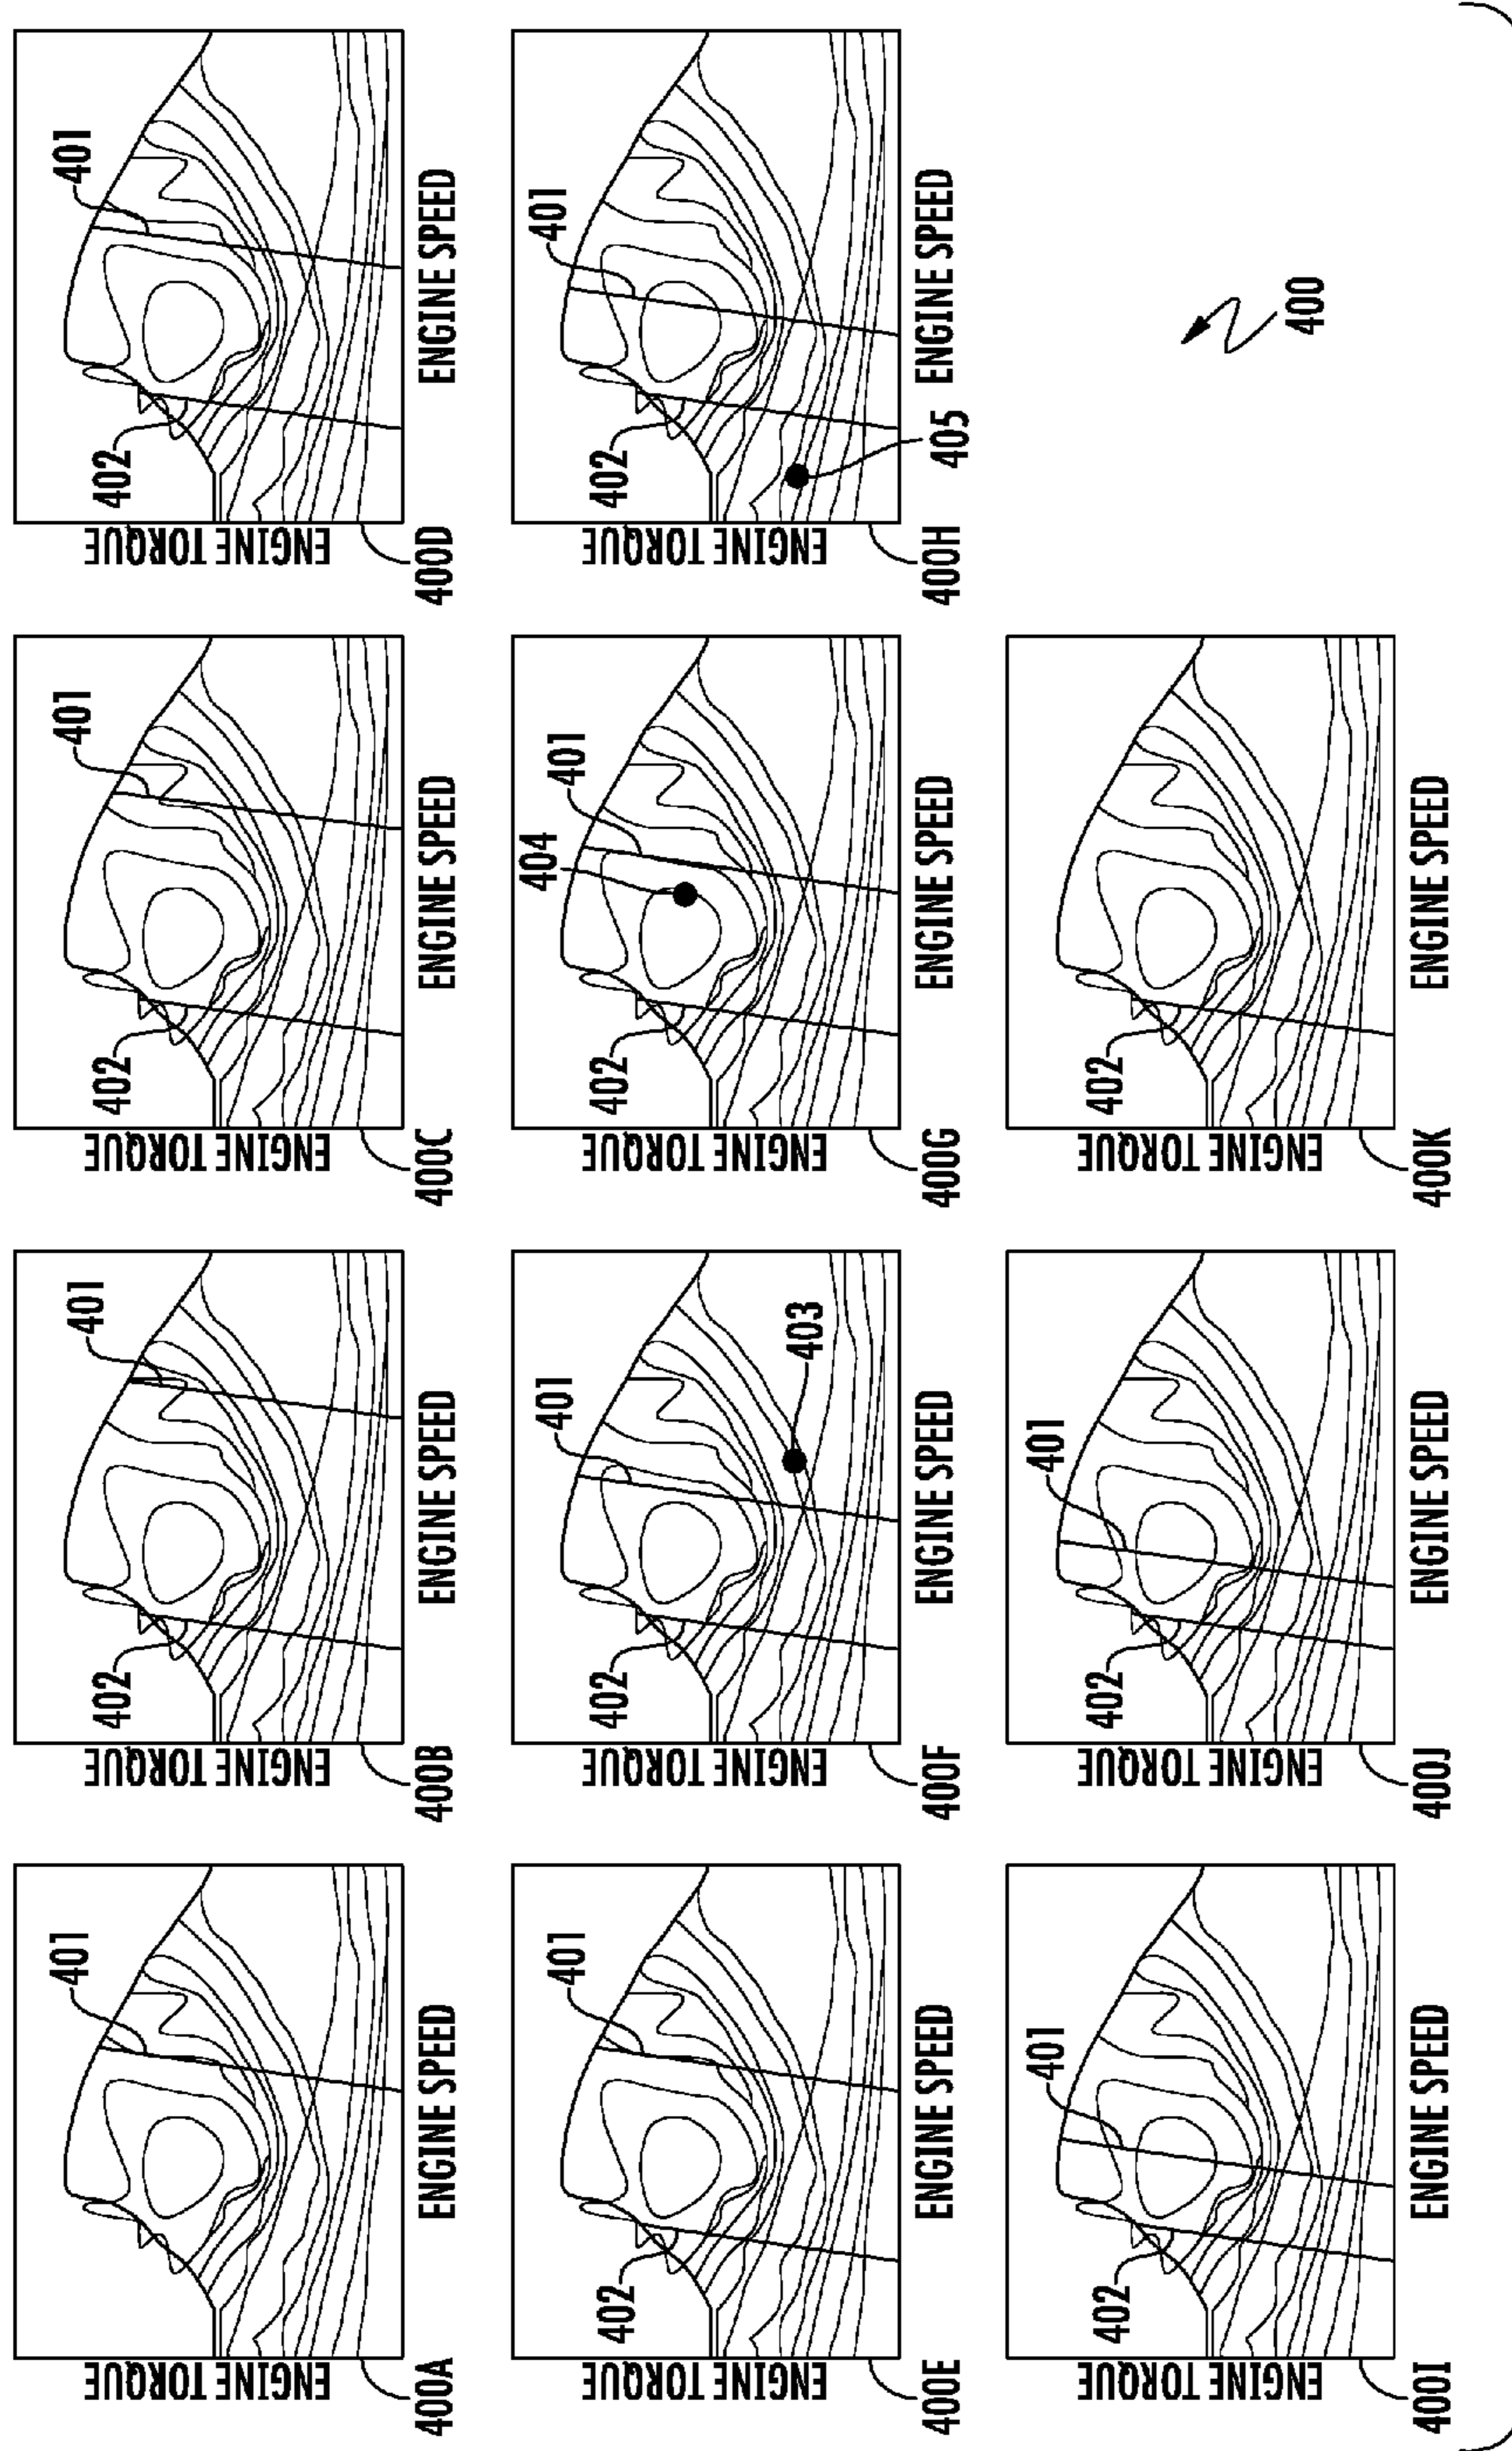 401
ENGINE TORQUE
ENGINE SPEED
400A
401
402
ENGINE TORQUE
ENGINE SPEED
400B
401
402
ENGINE TORQUE
ENGINE SPEED
400C
401
402
ENGINE TORQUE
ENGINE SPEED
400D
401
402
ENGINE TORQUE
ENGINE SPEED
400E
401
402
403
ENGINE TORQUE
ENGINE SPEED
400F
404
401
402
ENGINE TORQUE
ENGINE SPEED
400G
401
402
405
ENGINE TORQUE
ENGINE SPEED
400H
401
402
ENGINE TORQUE
ENGINE SPEED
400I
401
402
ENGINE TORQUE
ENGINE SPEED
400J
402
ENGINE TORQUE
ENGINE SPEED
400K
400